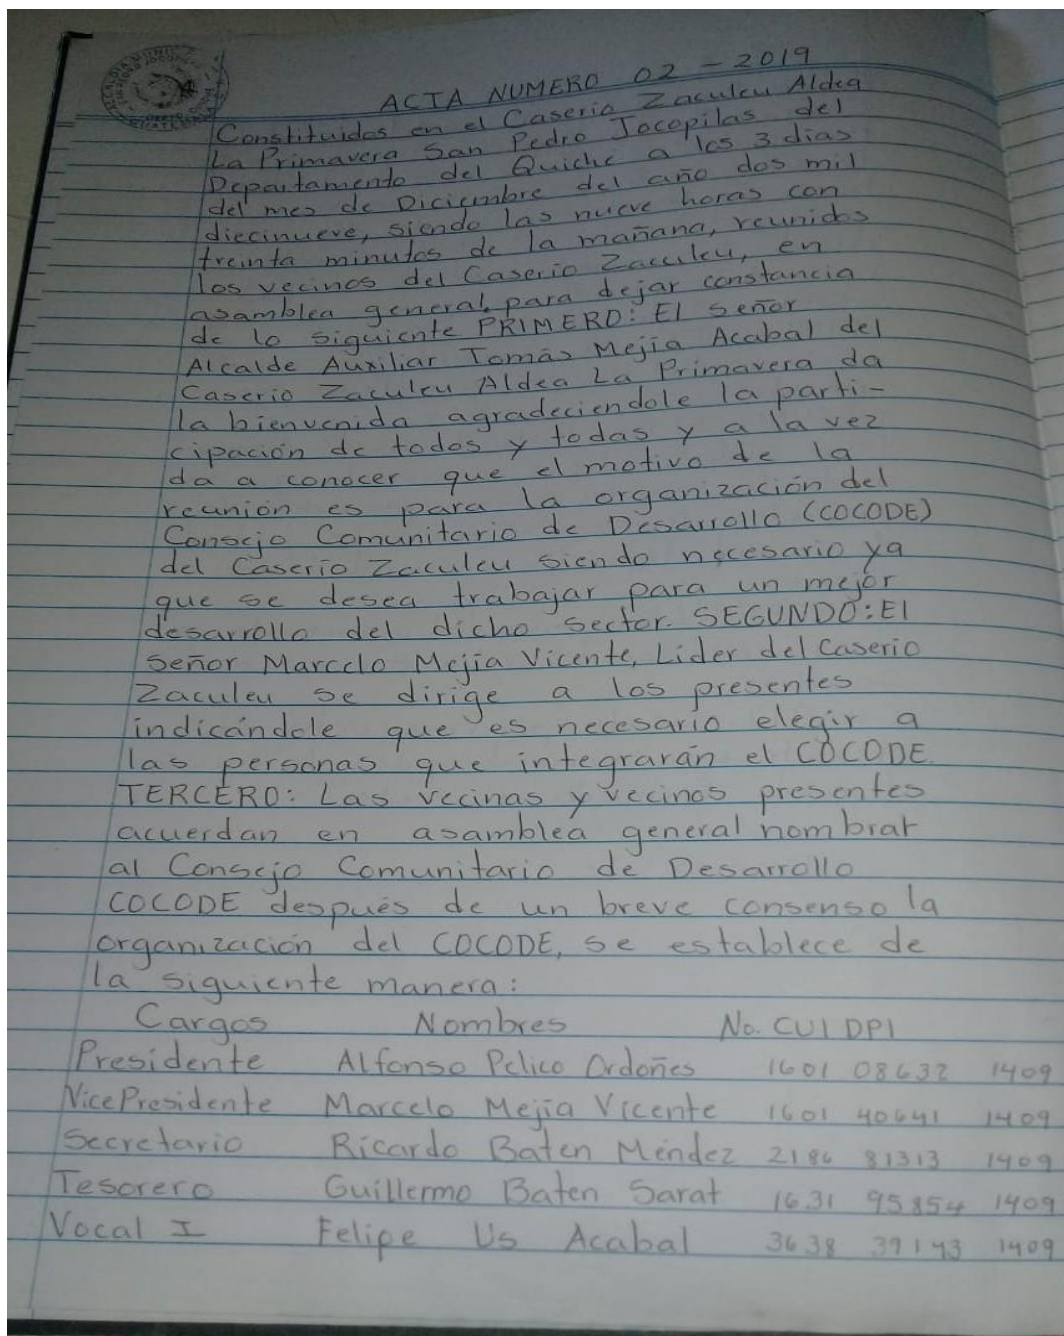 ACTA NUMERO 02-2019
Constituidos en el Caserio Zaculeu Aldea
La Primavera San Pedro Jocopilas del
Departamento del Quiche a los 3 dias
del mes de Diciembre del año dos mil
diecinueve, siendo las nueve horas con
treinta minutos de la mañana, reunidos
los vecinos del Caserio Zaculeu, en
asamblea general, para dejar constancia
de lo siguiente PRIMERO: El señor
Alcalde Auxiliar Tomás Mejia Acabal del
Caserio Zaculeu Aldea La Primavera da
la bienvenida agradeciendole la parti-
cipación de todos y todas y a la vez
da a conocer que el motivo de la
reunión es para la organización del
Consejo Comunitario de Desarrollo (COCODE)
del Caserio Zaculeu siendo necesario ya
que se desea trabajar para un mejor
desarrollo del dicho sector. SEGUNDO: El
señor Marcelo Mejia Vicente, Lider del Caserio
Zaculeu se dirige a los presentes
indicándole que es necesario elegir a
las personas que integrarán el COCODE.
TERCERO: Las vecinas y vecinos presentes
acuerdan en asamblea general nombrar
al Consejo Comunitario de Desarrollo
COCODE después de un breve consenso la
organización del COCODE, se establece de
la siguiente manera:
Cargos Nombres No. CUI DPI
Presidente Alfonso Pelico Ordoñes 1601 08632 1409
Vice Presidente Marcelo Mejia Vicente 1601 40641 1409
Secretario Ricardo Baten Méndez 2186 81313 1409
Tesorero Guillermo Baten Sarat 1631 95854 1409
Vocal I Felipe Us Acabal 3638 39143 1409